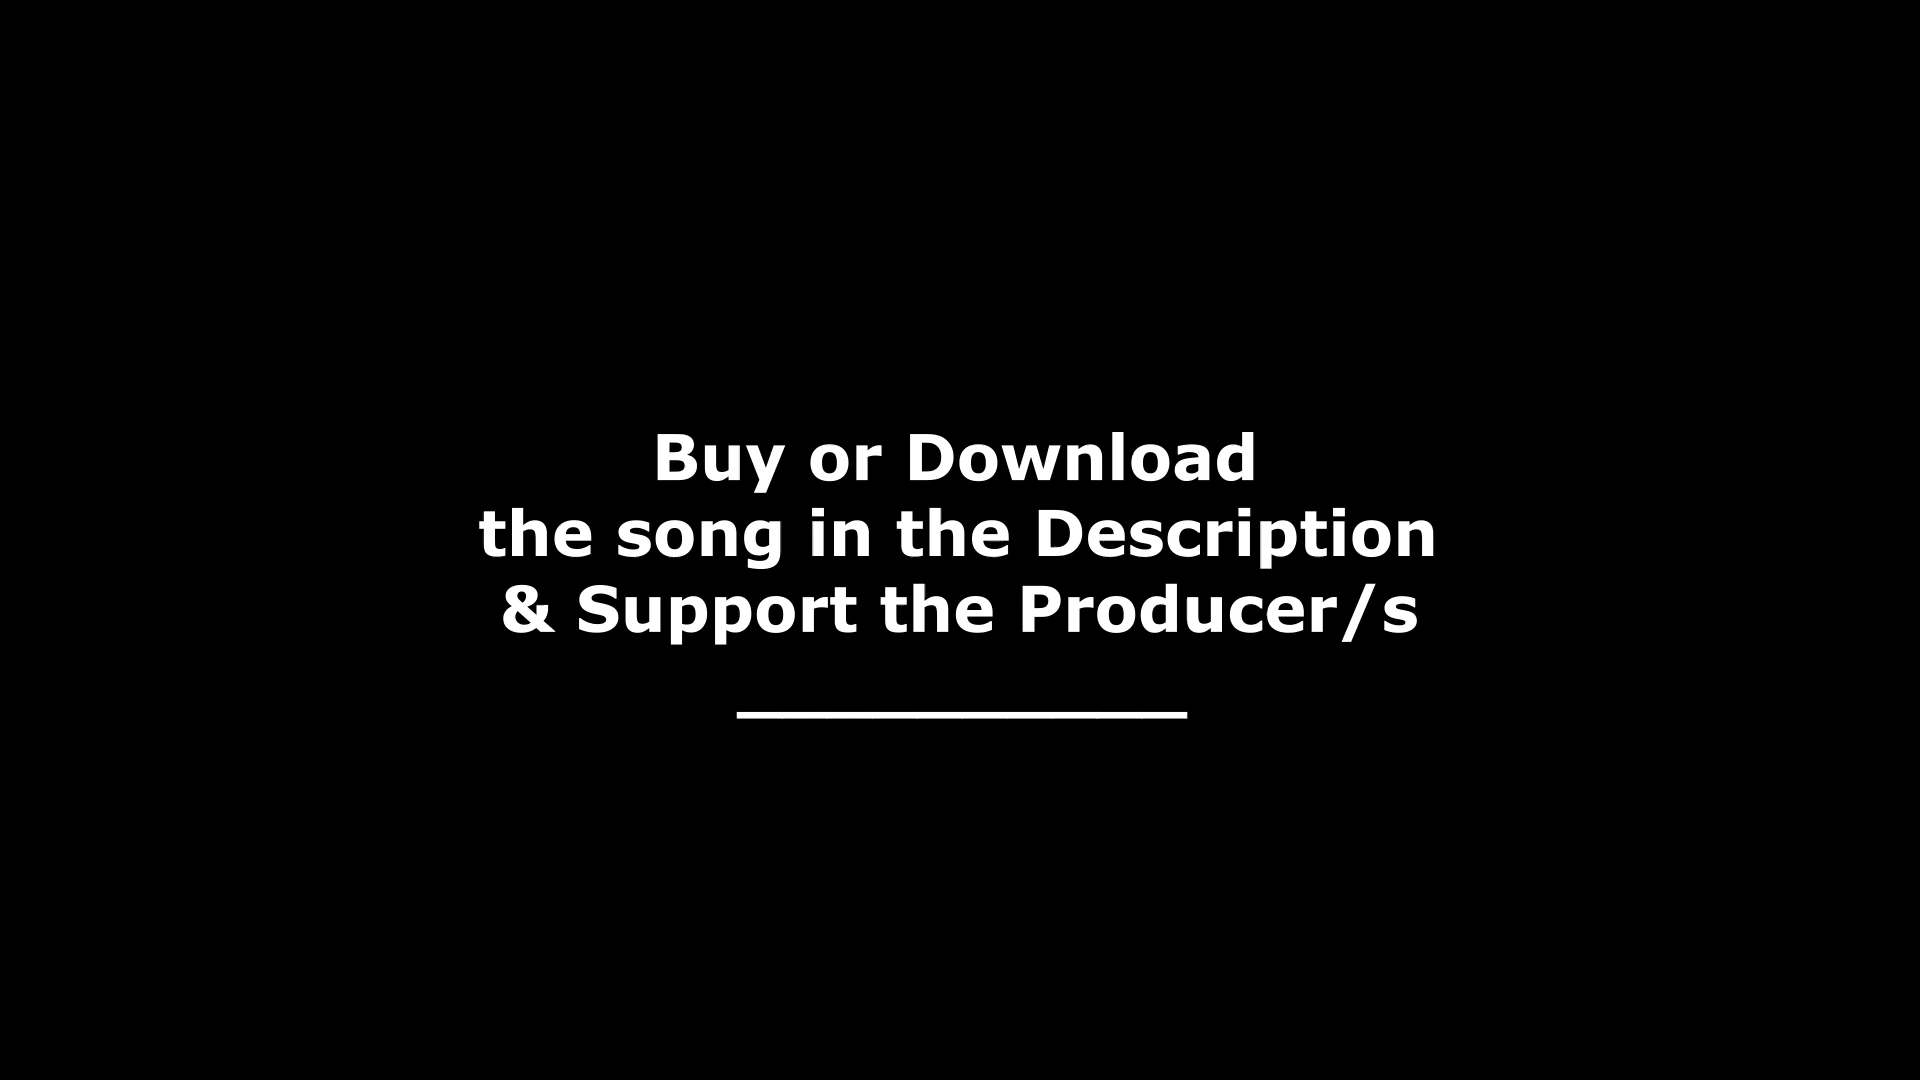 Buy or Download
the song in the Description
& Support the Producer/s